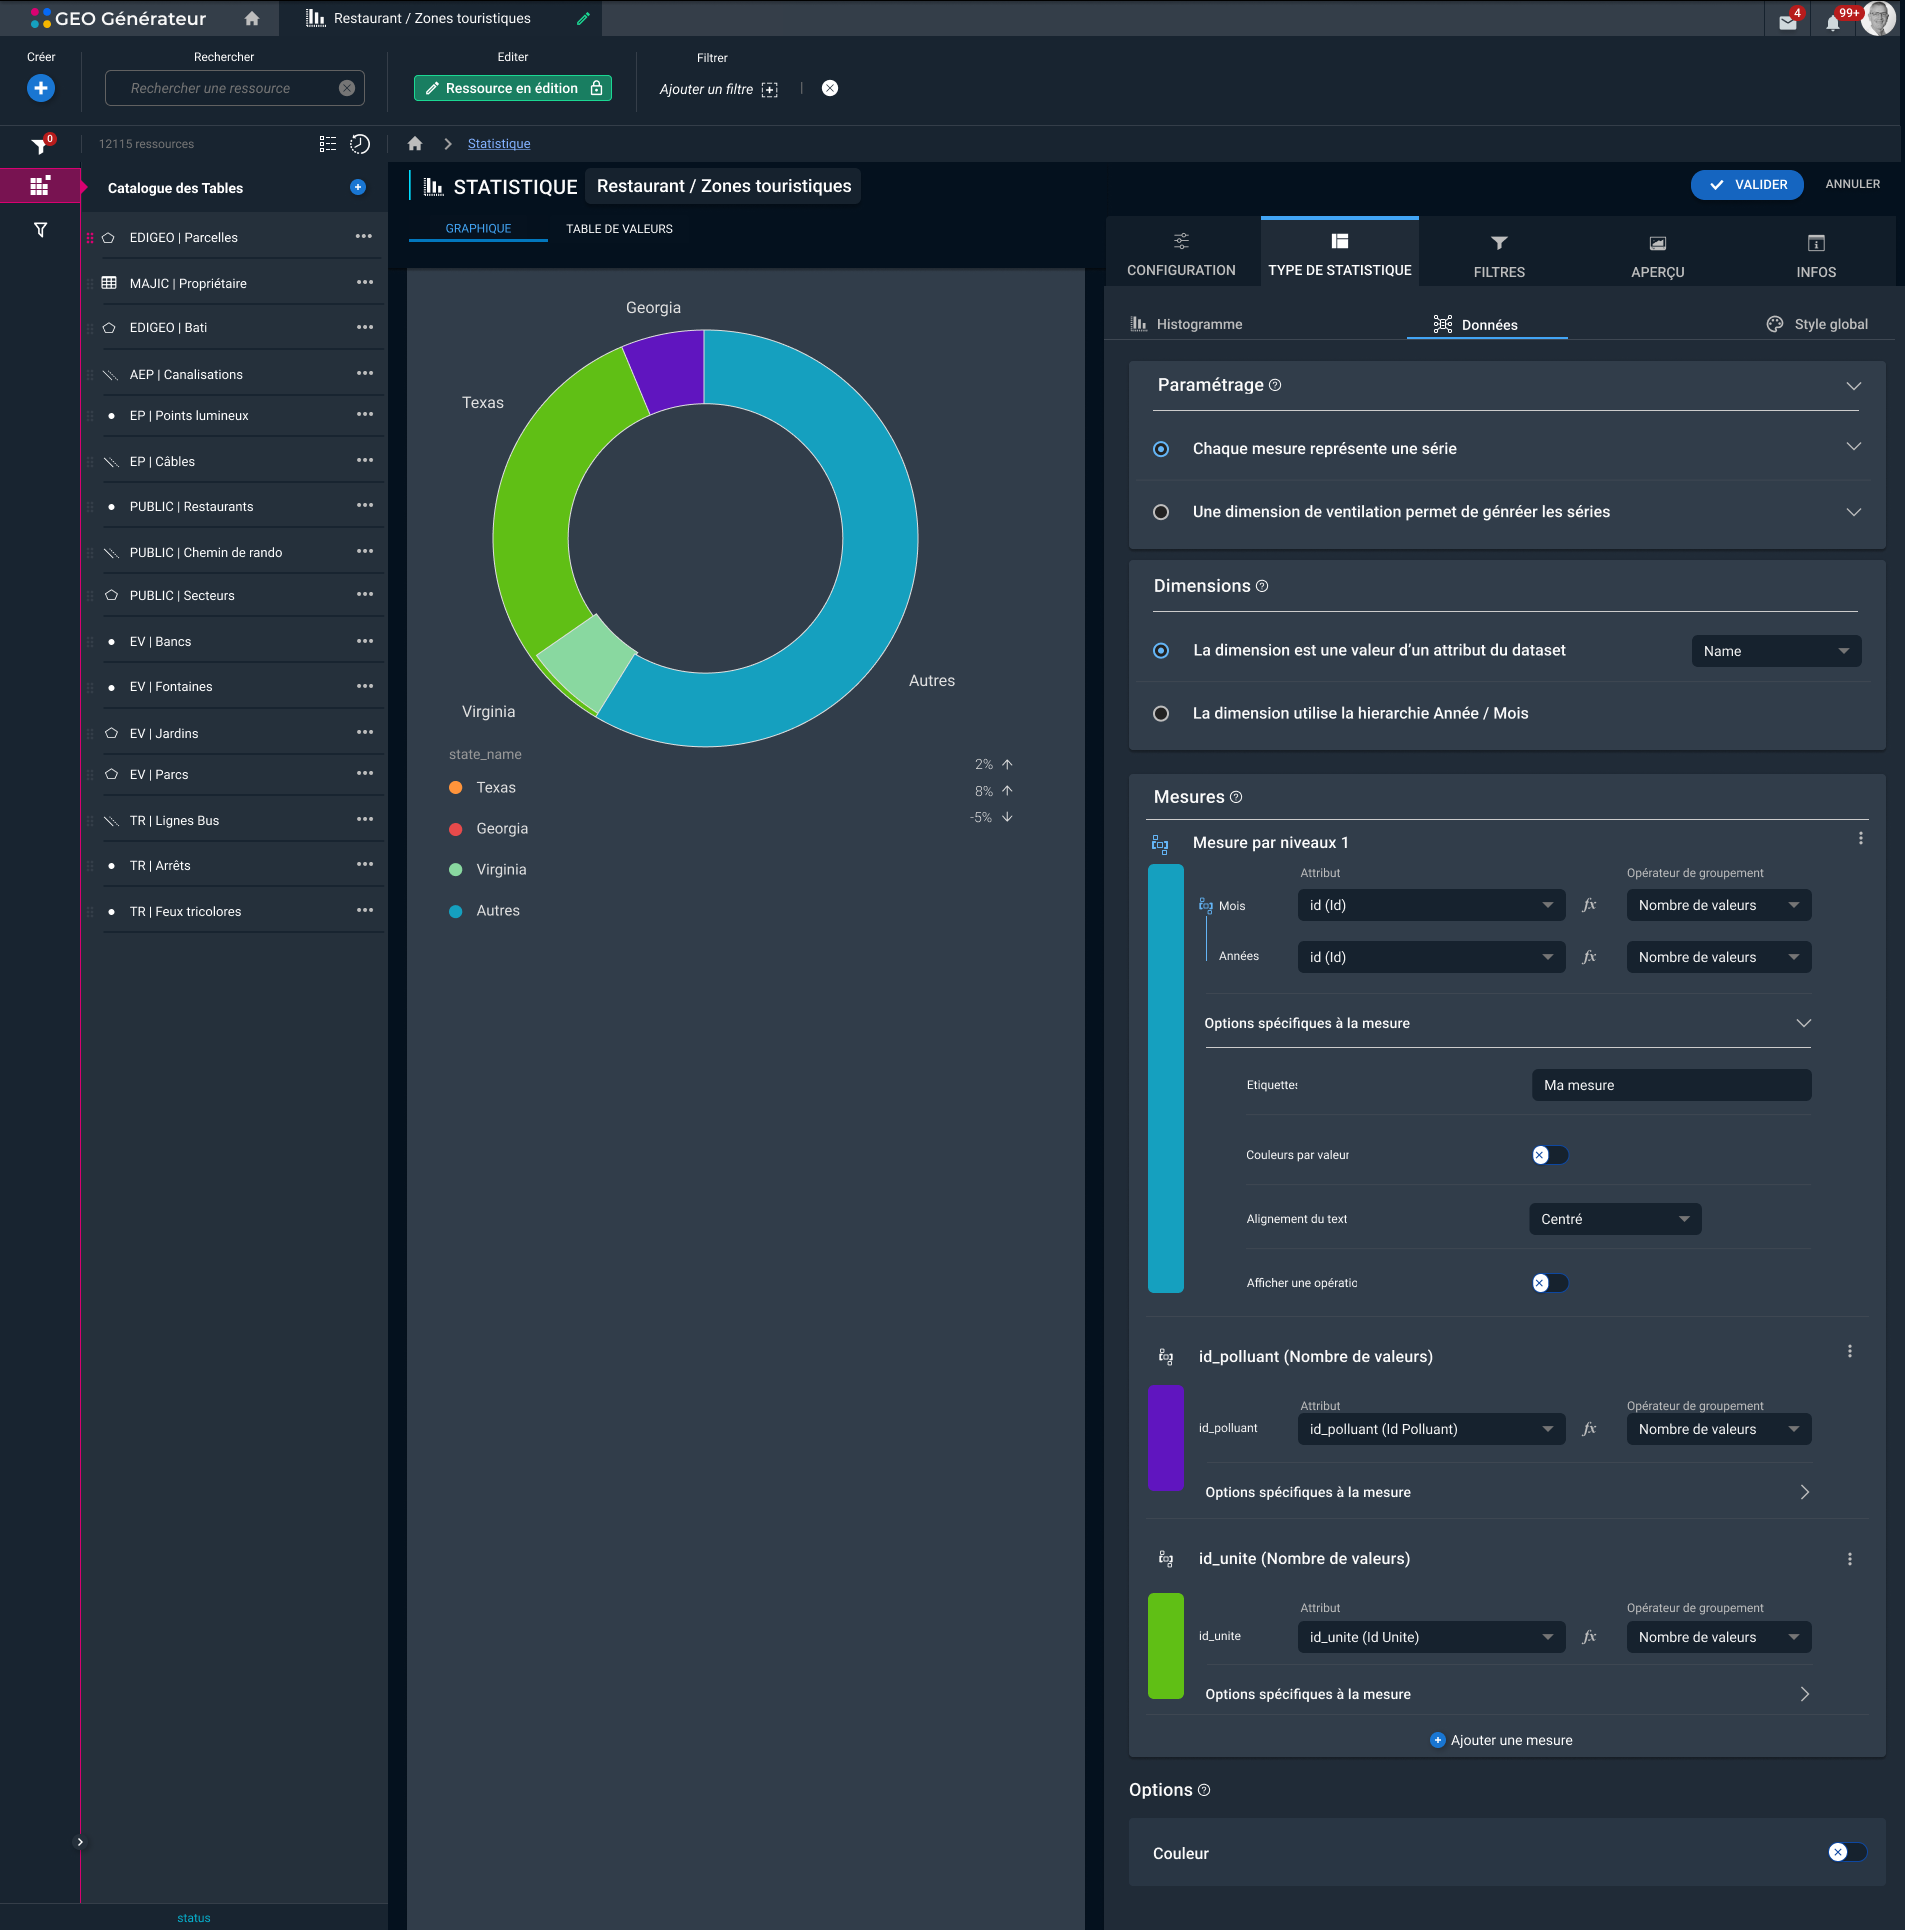 GEO Générateur
Restaurant / Zones touristiques
4
99+
Créer
Rechercher
Rechercher une ressource
Editer
Ressource en édition
Filtrer
Ajouter un filtre
0
12115 ressources
Statistique
Catalogue des Tables
EDIGEO | Parcelles
MAJIC | Propriétaire
EDIGEO | Bati
AEP | Canalisations
EP | Points lumineux
EP | Câbles
PUBLIC | Restaurants
PUBLIC | Chemin de rando
PUBLIC | Secteurs
EV | Bancs
EV | Fontaines
EV | Jardins
EV | Parcs
TR | Lignes Bus
TR | Arrêts
TR | Feux tricolores
status
STATISTIQUE
Restaurant / Zones touristiques
VALIDER
ANNULER
GRAPHIQUE
TABLE DE VALEURS
Georgia
Texas
Autres
Virginia
state_name
Texas
Georgia
Virginia
Autres
2%
8%
-5%
CONFIGURATION
TYPE DE STATISTIQUE
FILTRES
APERÇU
INFOS
Histogramme
Données
Style global
Paramétrage
Chaque mesure représente une série
Une dimension de ventilation permet de génréer les séries
Dimensions
La dimension est une valeur d’un attribut du dataset
Name
La dimension utilise la hierarchie Année / Mois
Mesures
Mesure par niveaux 1
Attribut
Opérateur de groupement
Mois
id (Id)
fx
Nombre de valeurs
Années
id (Id)
fx
Nombre de valeurs
Options spécifiques à la mesure
Etiquettes
Ma mesure
Couleurs par valeur
Alignement du text
Centré
Afficher une opératio
id_polluant (Nombre de valeurs)
Attribut
Opérateur de groupement
id_polluant
id_polluant (Id Polluant)
fx
Nombre de valeurs
Options spécifiques à la mesure
id_unite (Nombre de valeurs)
Attribut
Opérateur de groupement
id_unite
id_unite (Id Unite)
fx
Nombre de valeurs
Options spécifiques à la mesure
Ajouter une mesure
Options
Couleur